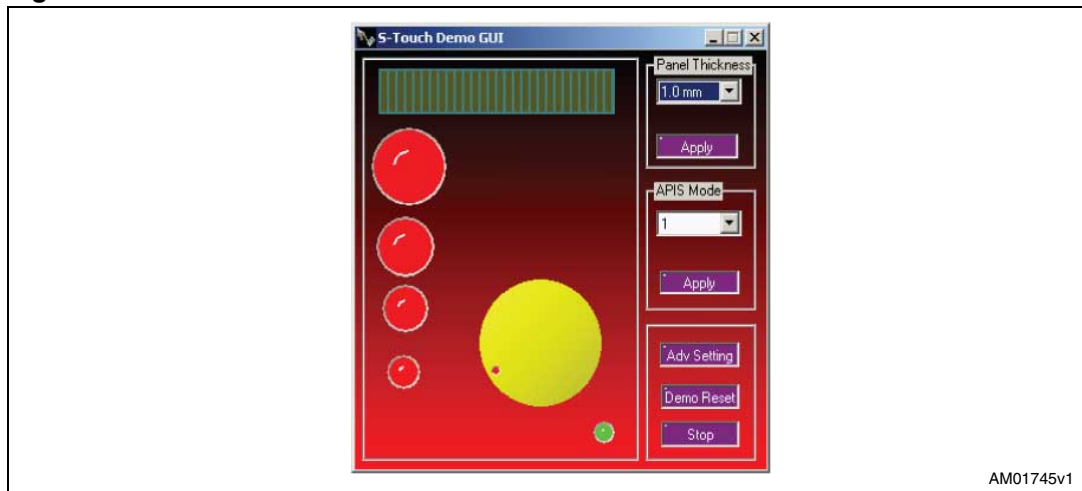 S-Touch Demo GUI
Panel Thickness
1.0 mm
Apply
APIS Mode
1
Apply
Adv Setting
Demo Reset
Stop
AM01745v1